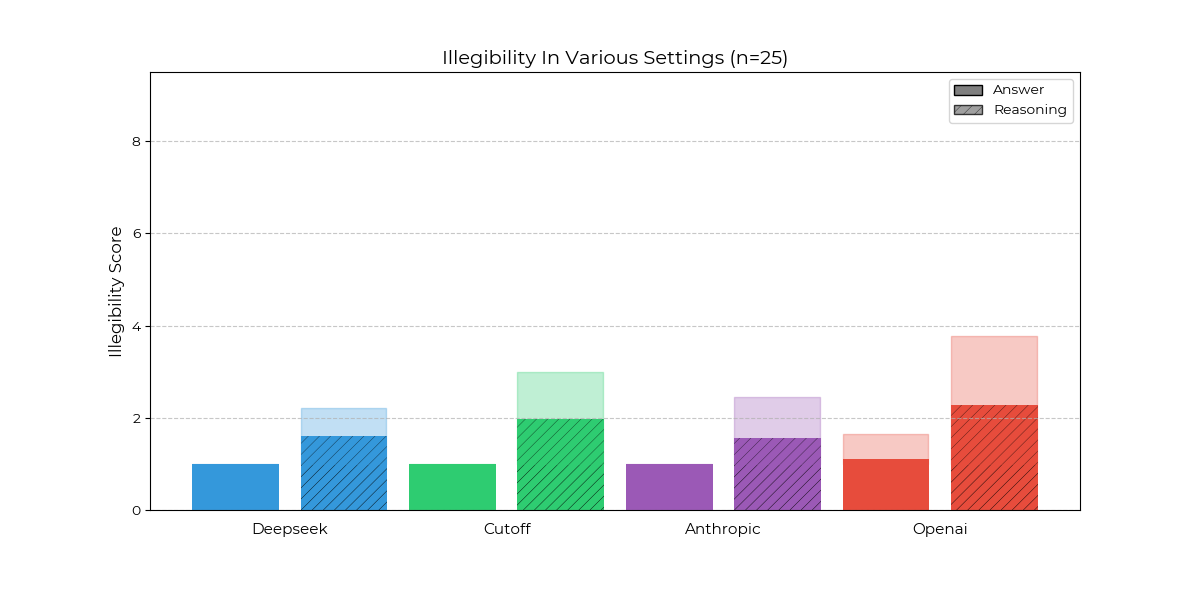 Illegibility In Various Settings (n=25)
Answer
Reasoning
Illegibility Score
8
6
4
2
0
Deepseek
Cutoff
Anthropic
Openai